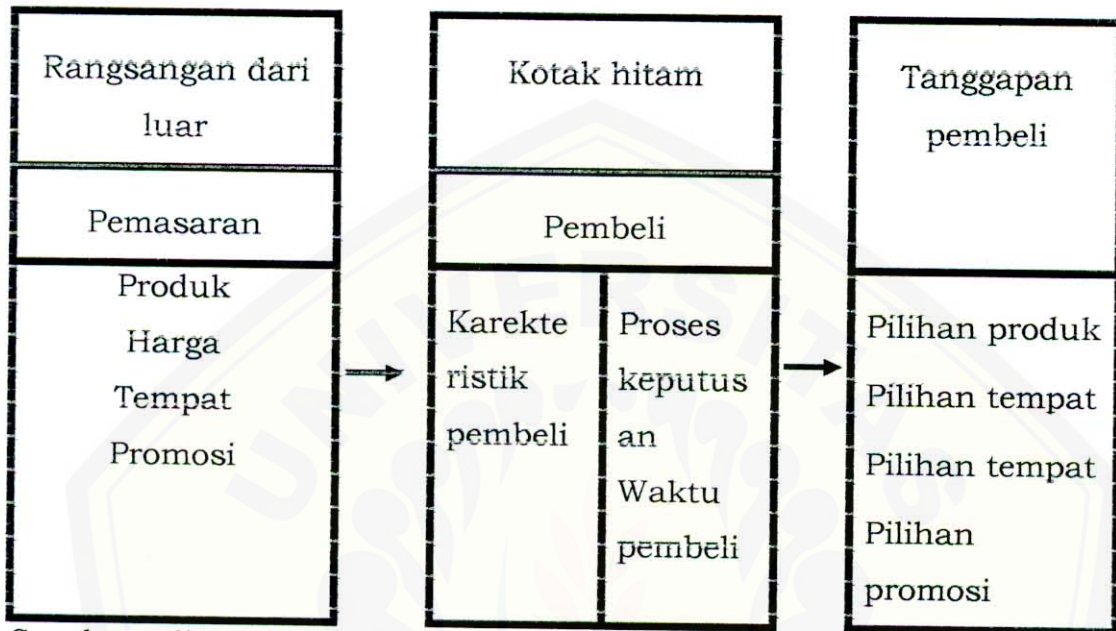 Rangsangan dari
luar
Pemasaran
Produk
Harga
Tempat
Promosi
Kotak hitam
Pembeli
Karekte
ristik
pembeli
Proses
keputus
an
Waktu
pembeli
Tanggapan
pembeli
Pilihan produk
Pilihan tempat
Pilihan tempat
Pilihan
promosi
UNIVERSITAS